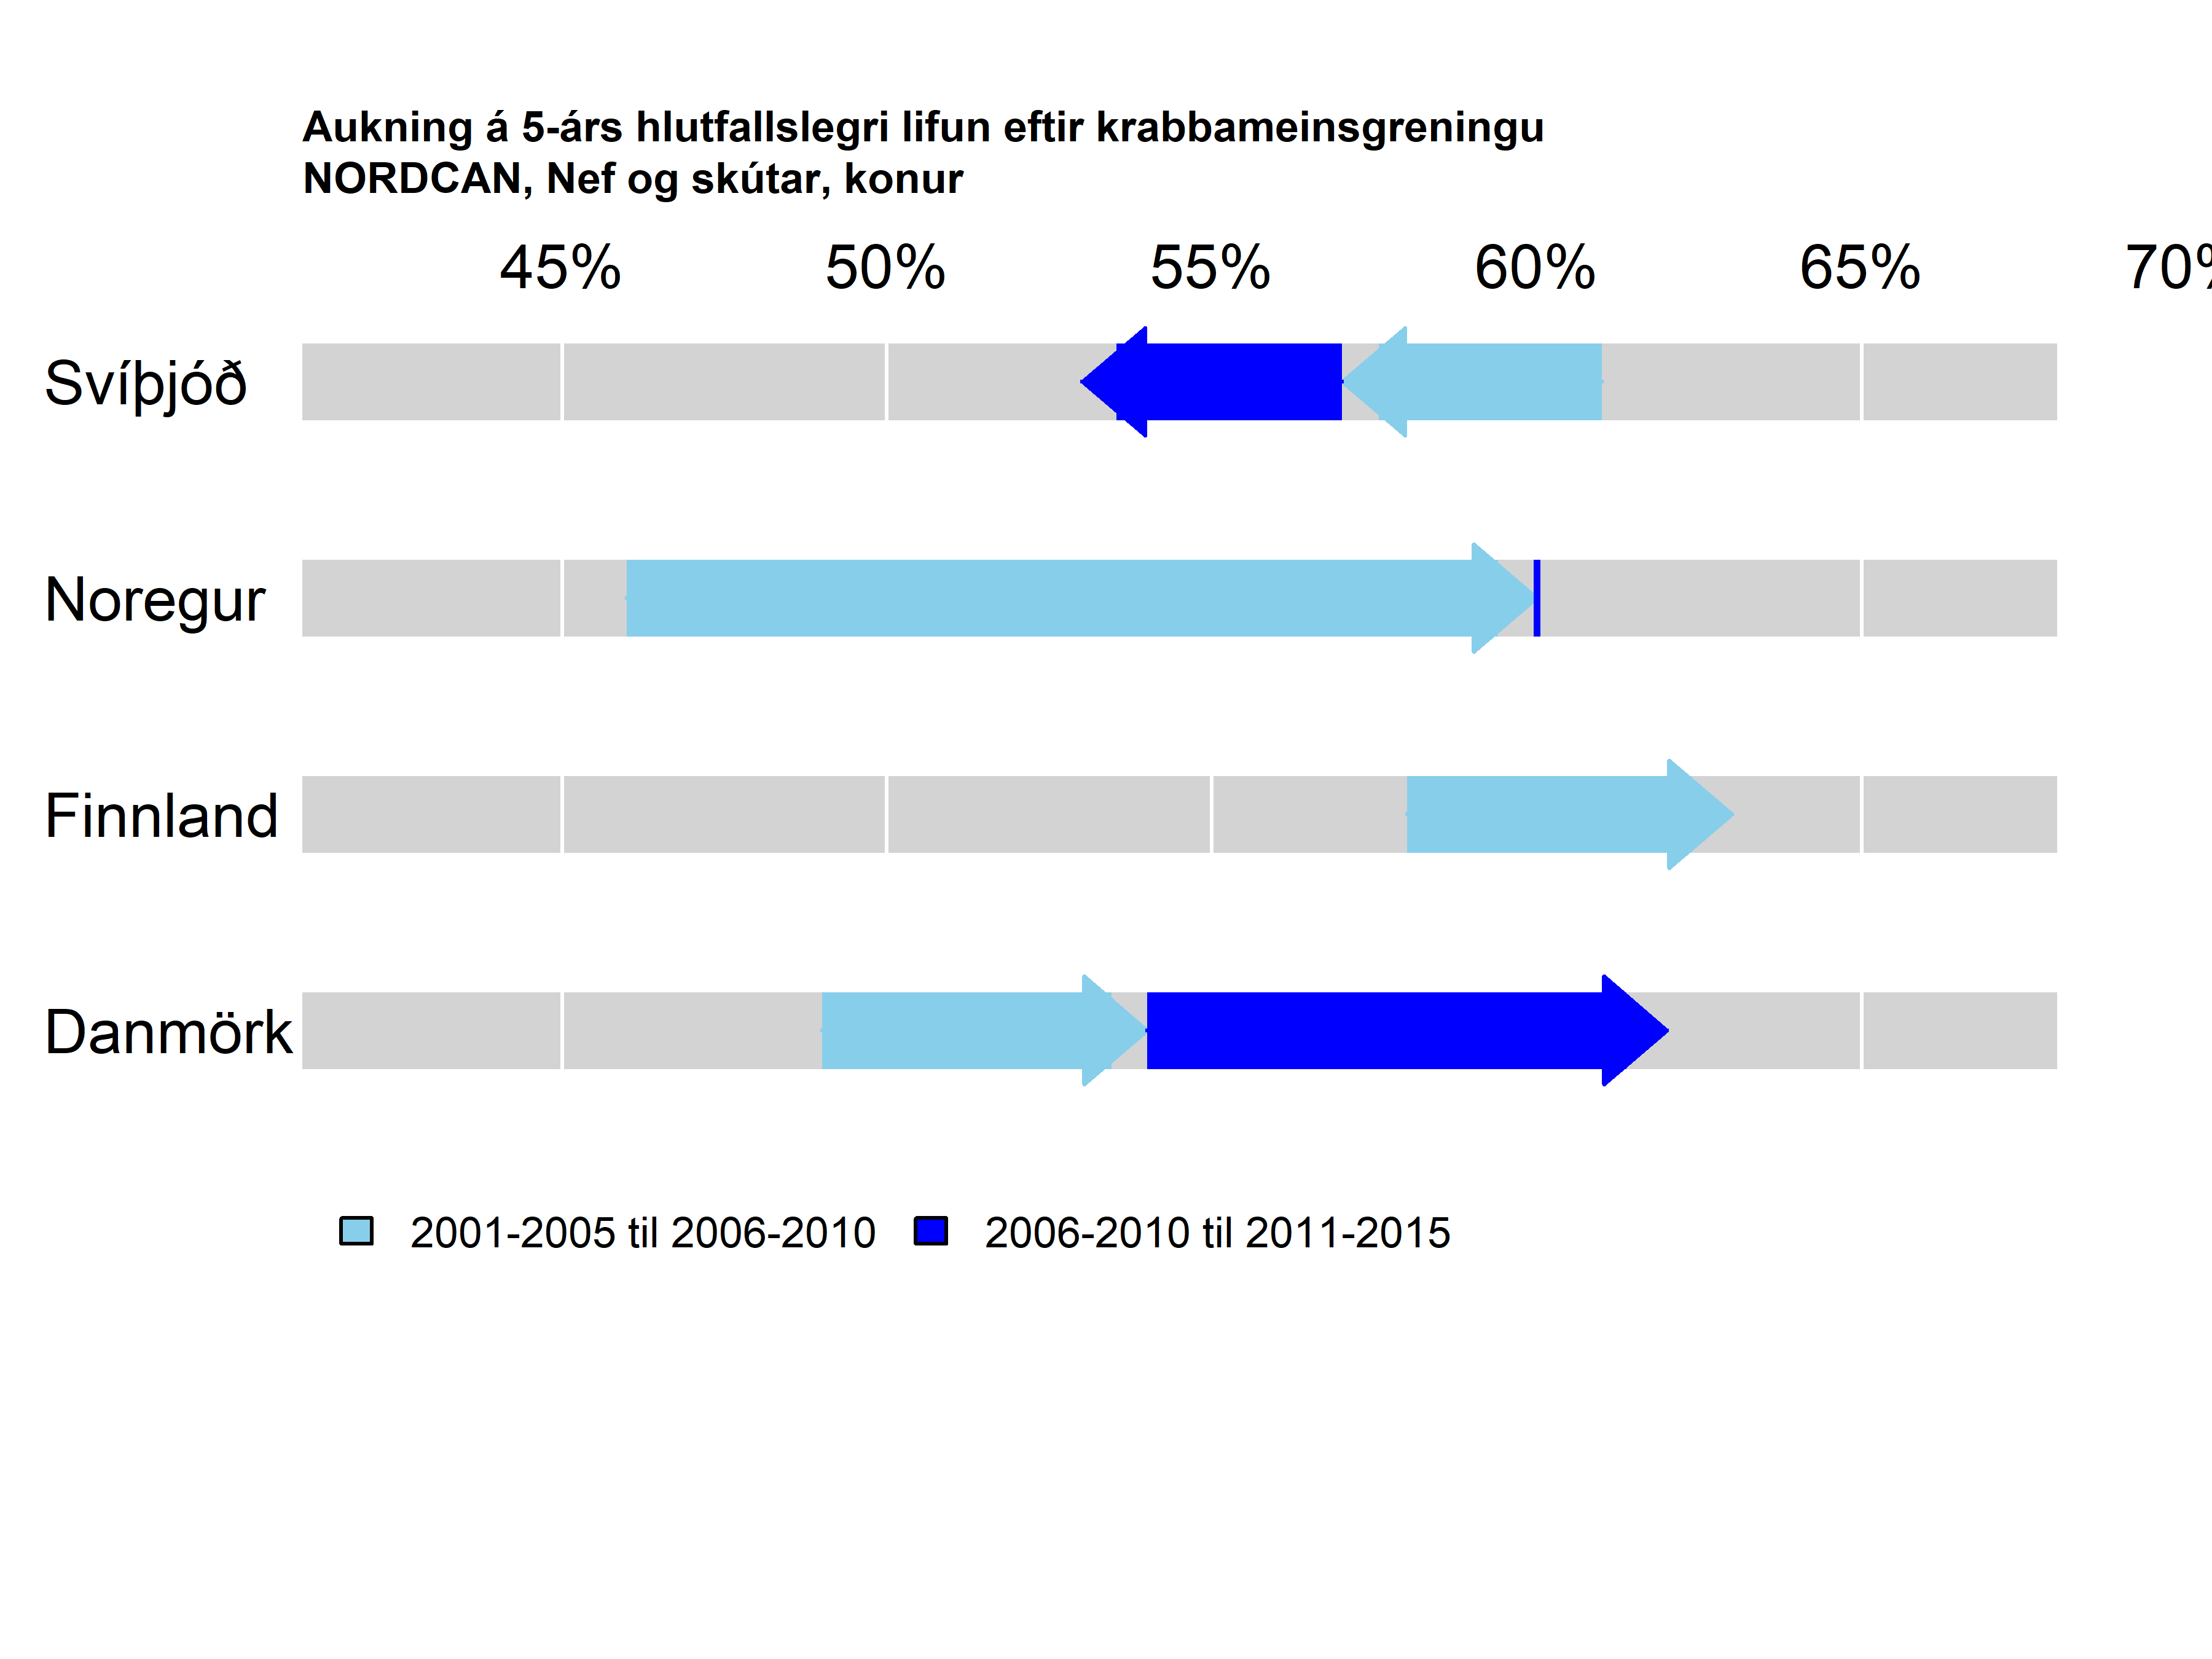 Aukning á 5-árs hlutfallslegri lifun eftir krabbameinsgreningu
NORDCAN, Nef og skútar, konur
45% 50% 55% 60% 65% 70%
Svíþjóð
Noregur
Finnland
Danmörk
2001-2005 til 2006-2010 2006-2010 til 2011-2015